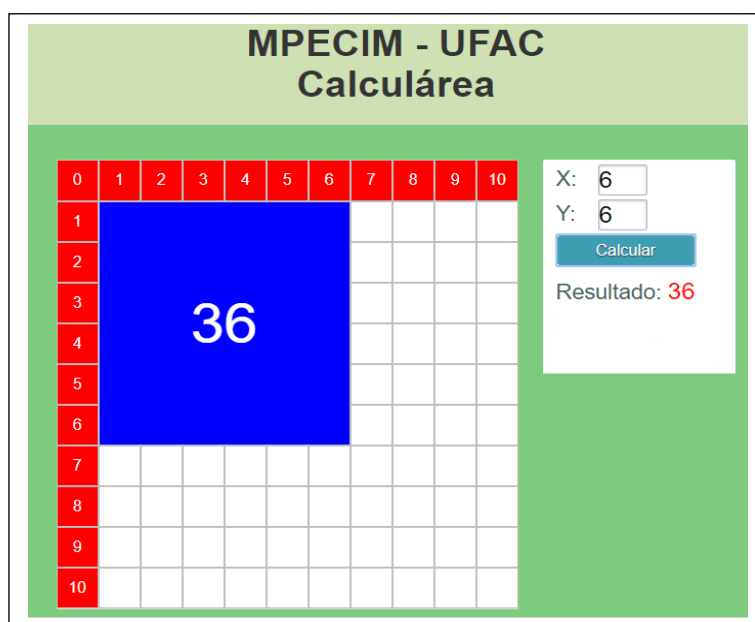 MPECIM - UFAC
Calculárea
0 1 2 3 4 5 6 7 8 9 10
1
2
3
4
5
6
7
8
9
10
36
X: 6
Y: 6
Calcular
Resultado: 36